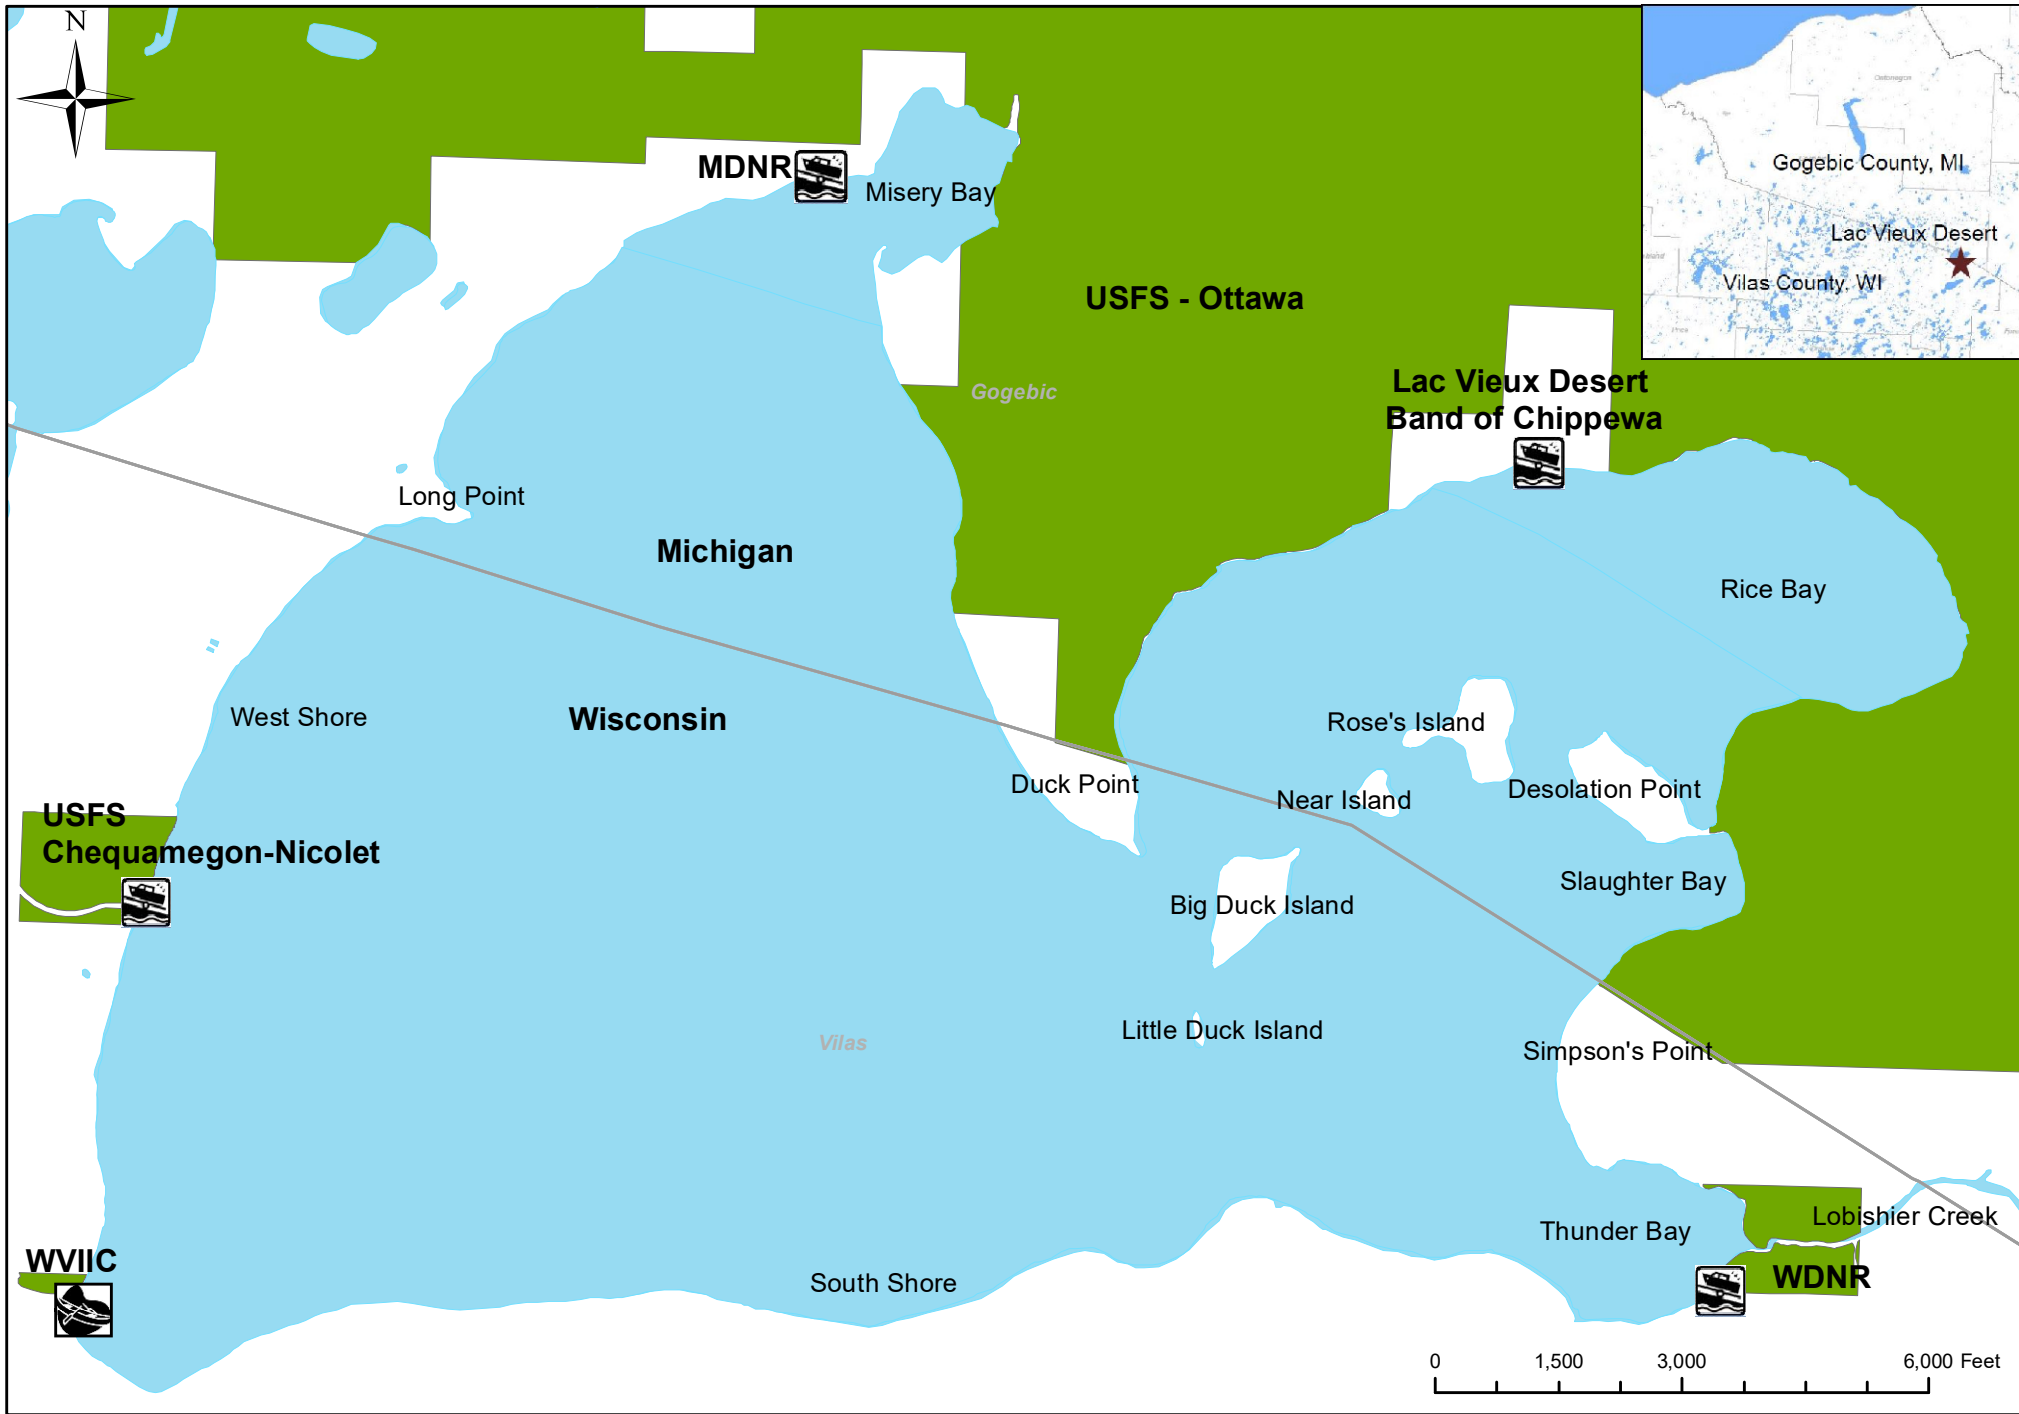 N
MDNR
Misery Bay
Gogebic County, MI
Lac Vieux Desert
Vilas County, WI
USFS - Ottawa
Gogebic
Lac Vieux Desert
Band of Chippewa
Long Point
Michigan
Rice Bay
West Shore
Wisconsin
Rose's Island
Duck Point
Near Island
Desolation Point
USFS
Chequamegon-Nicolet
Slaughter Bay
Big Duck Island
Little Duck Island
Vilas
Simpson's Point
Lobishier Creek
Thunder Bay
WVIIC
South Shore
WDNR
0 1,500 3,000 6,000 Feet